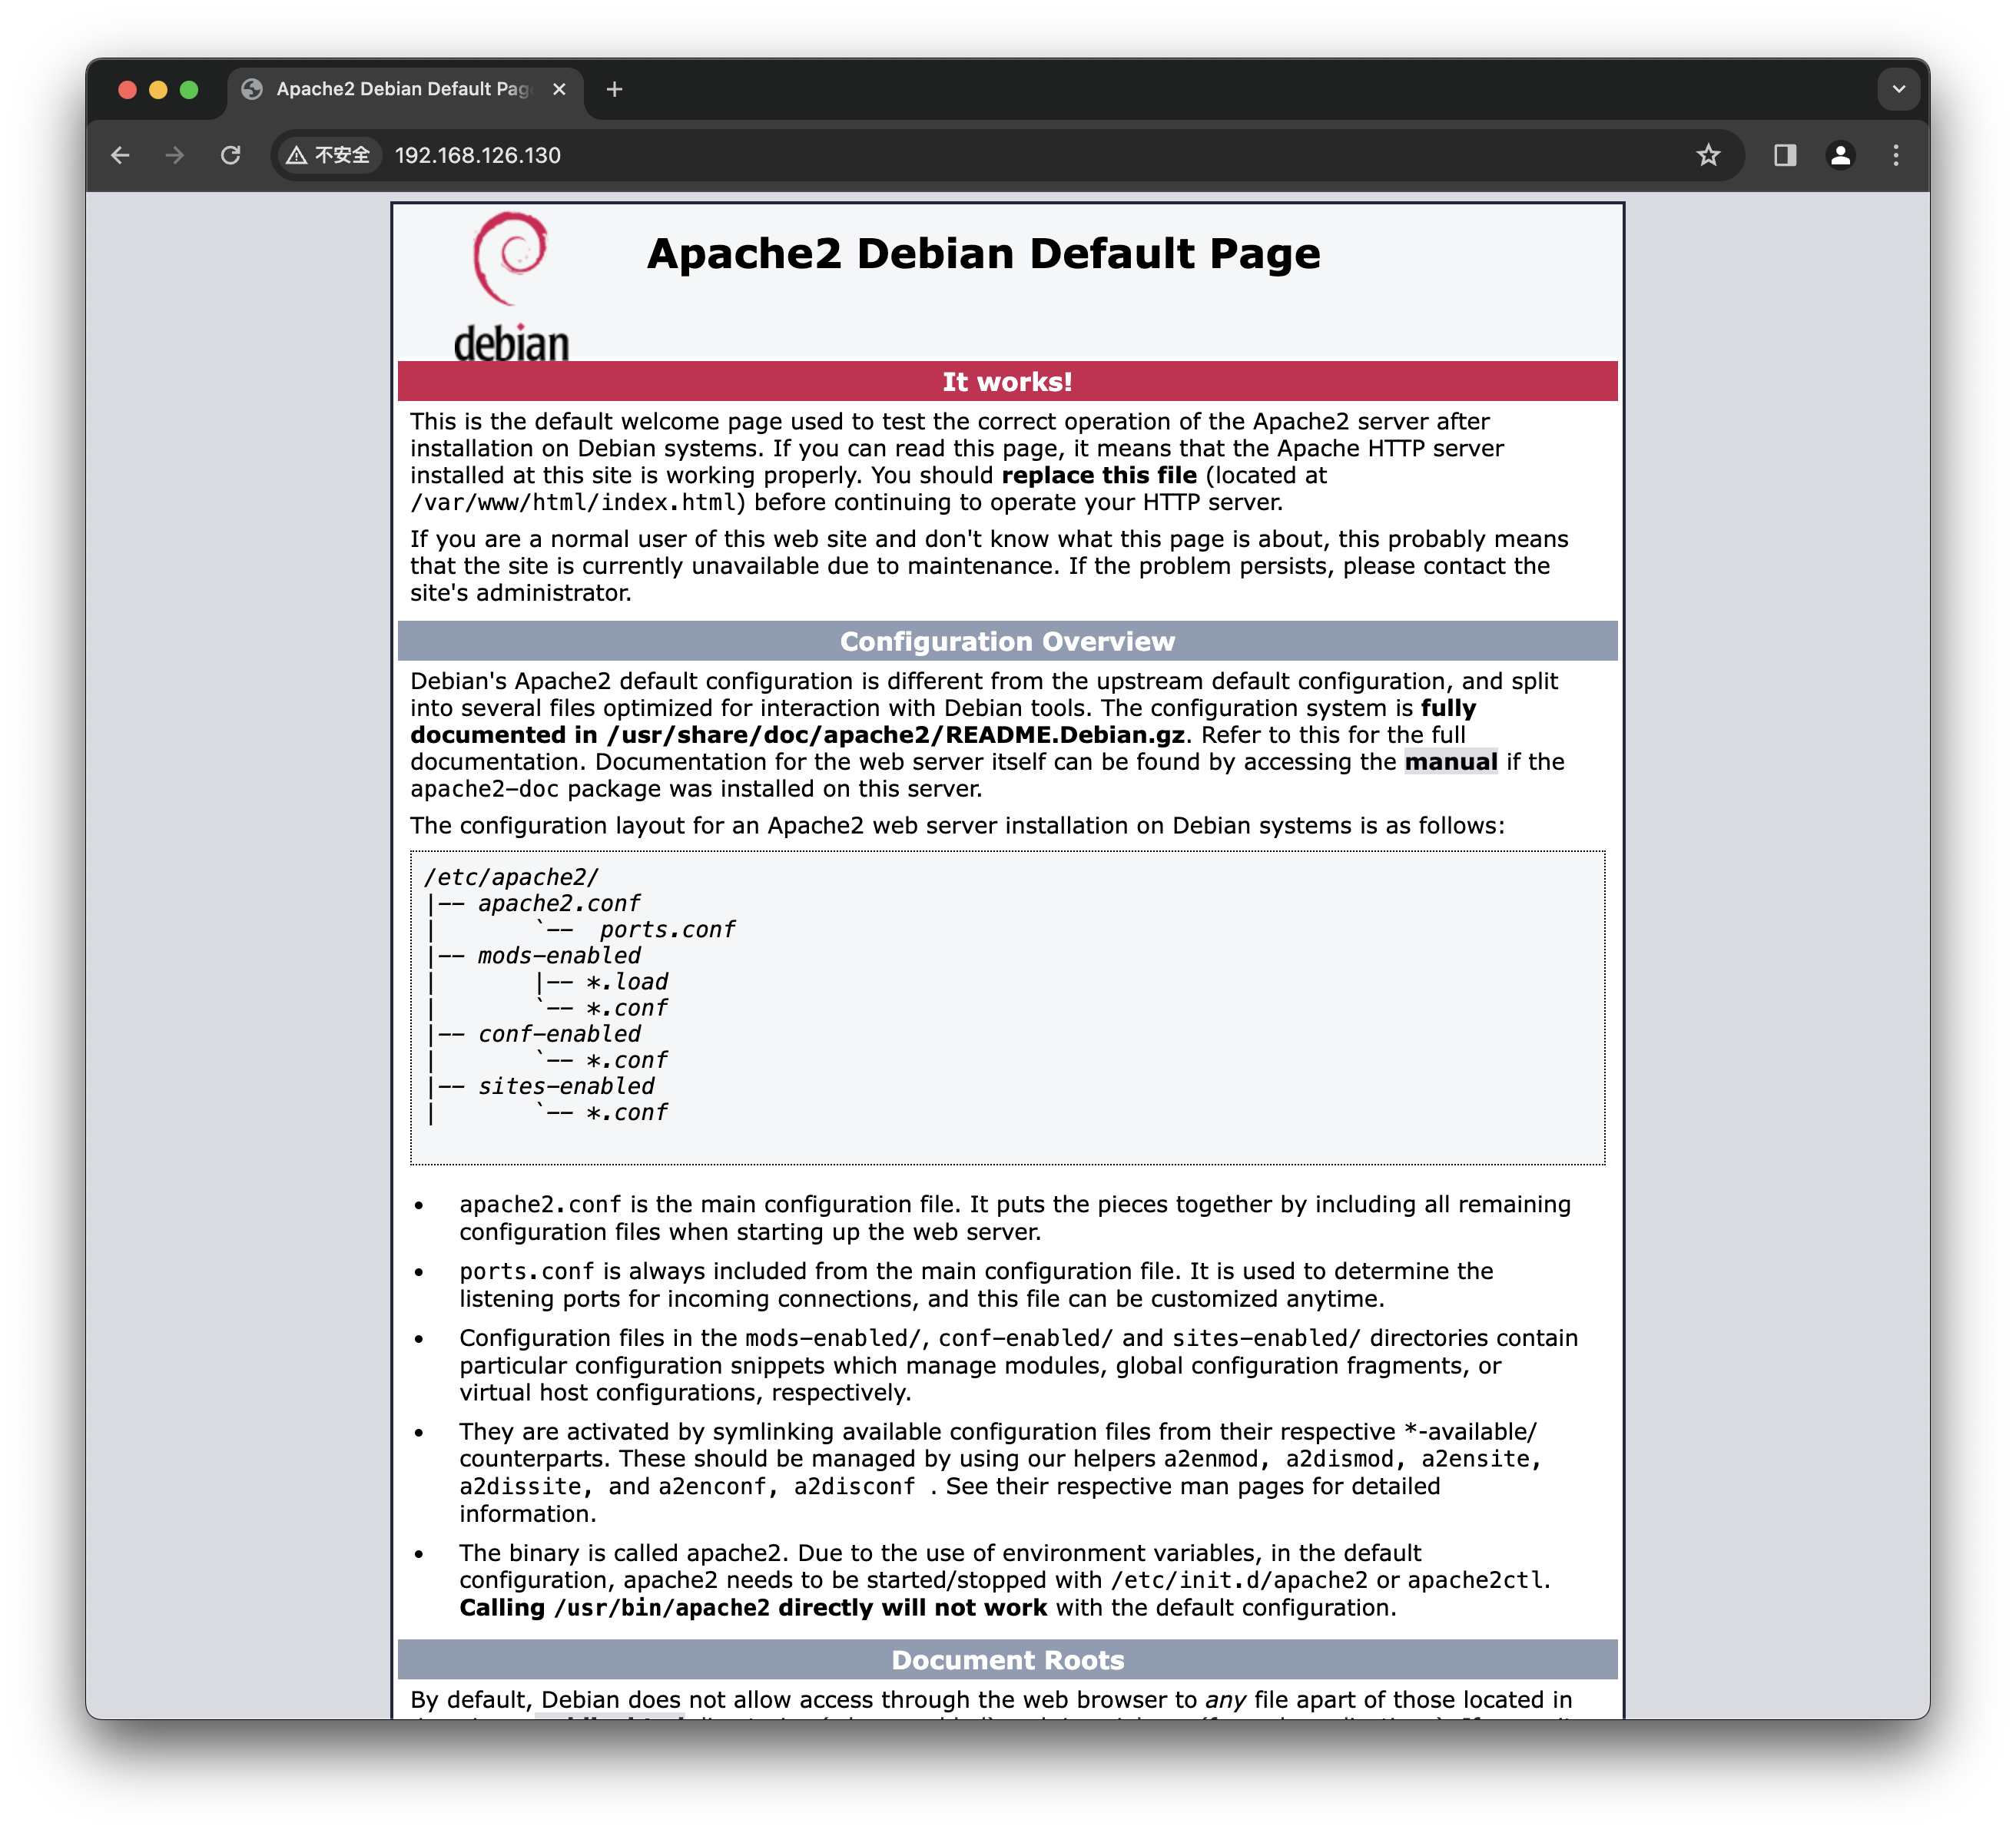 Apache2 Debian Default Pag
不安全 192.168.126.130
debian
Apache2 Debian Default Page
It works!
This is the default welcome page used to test the correct operation of the Apache2 server after
installation on Debian systems. If you can read this page, it means that the Apache HTTP server
installed at this site is working properly. You should replace this file (located at
/var/www/html/index.html) before continuing to operate your HTTP server.
If you are a normal user of this web site and don't know what this page is about, this probably means
that the site is currently unavailable due to maintenance. If the problem persists, please contact the
site's administrator.
Configuration Overview
Debian's Apache2 default configuration is different from the upstream default configuration, and split
into several files optimized for interaction with Debian tools. The configuration system is fully
documented in /usr/share/doc/apache2/README.Debian.gz. Refer to this for the full
documentation. Documentation for the web server itself can be found by accessing the manual if the
apache2-doc package was installed on this server.
The configuration layout for an Apache2 web server installation on Debian systems is as follows:
/etc/apache2/
|-- apache2.conf
|       `--  ports.conf
|-- mods-enabled
|       |-- *.load
|       `-- *.conf
|-- conf-enabled
|       `-- *.conf
|-- sites-enabled
|       `-- *.conf
• apache2.conf is the main configuration file. It puts the pieces together by including all remaining
configuration files when starting up the web server.
• ports.conf is always included from the main configuration file. It is used to determine the
listening ports for incoming connections, and this file can be customized anytime.
• Configuration files in the mods-enabled/, conf-enabled/ and sites-enabled/ directories contain
particular configuration snippets which manage modules, global configuration fragments, or
virtual host configurations, respectively.
• They are activated by symlinking available configuration files from their respective *-available/
counterparts. These should be managed by using our helpers a2enmod, a2dismod, a2ensite,
a2dissite, and a2enconf, a2disconf . See their respective man pages for detailed
information.
• The binary is called apache2. Due to the use of environment variables, in the default
configuration, apache2 needs to be started/stopped with /etc/init.d/apache2 or apache2ctl.
Calling /usr/bin/apache2 directly will not work with the default configuration.
Document Roots
By default, Debian does not allow access through the web browser to any file apart of those located in